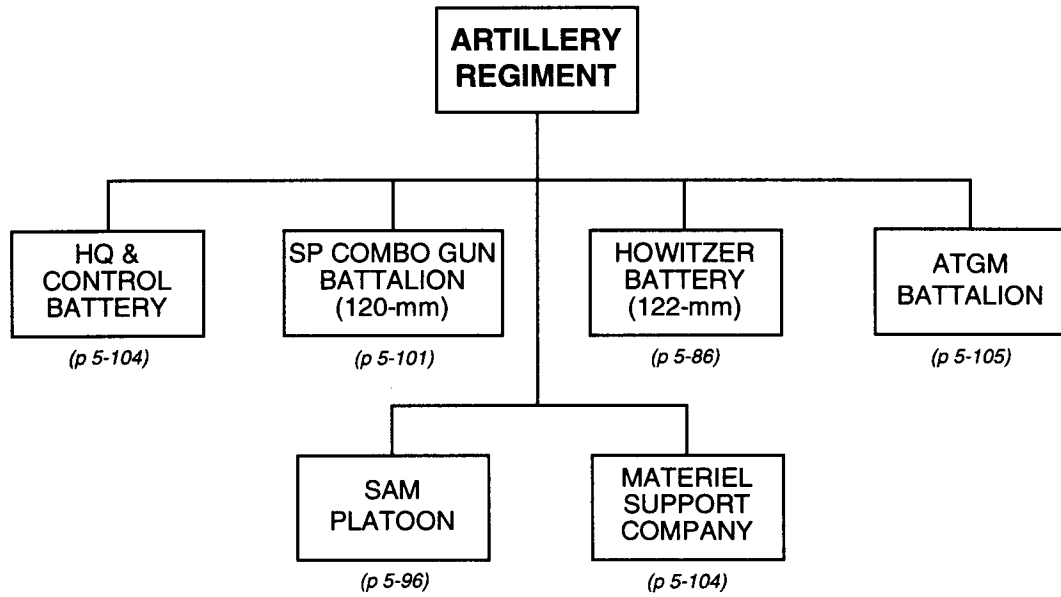 ARTILLERY
REGIMENT
HQ &
CONTROL
BATTERY
(p 5-104)
SP COMBO GUN
BATTALION
(120-mm)
(p 5-101)
HOWITZER
BATTERY
(122-mm)
(p 5-86)
ATGM
BATTALION
(p 5-105)
SAM
PLATOON
(p 5-96)
MATERIEL
SUPPORT
COMPANY
(p 5-104)